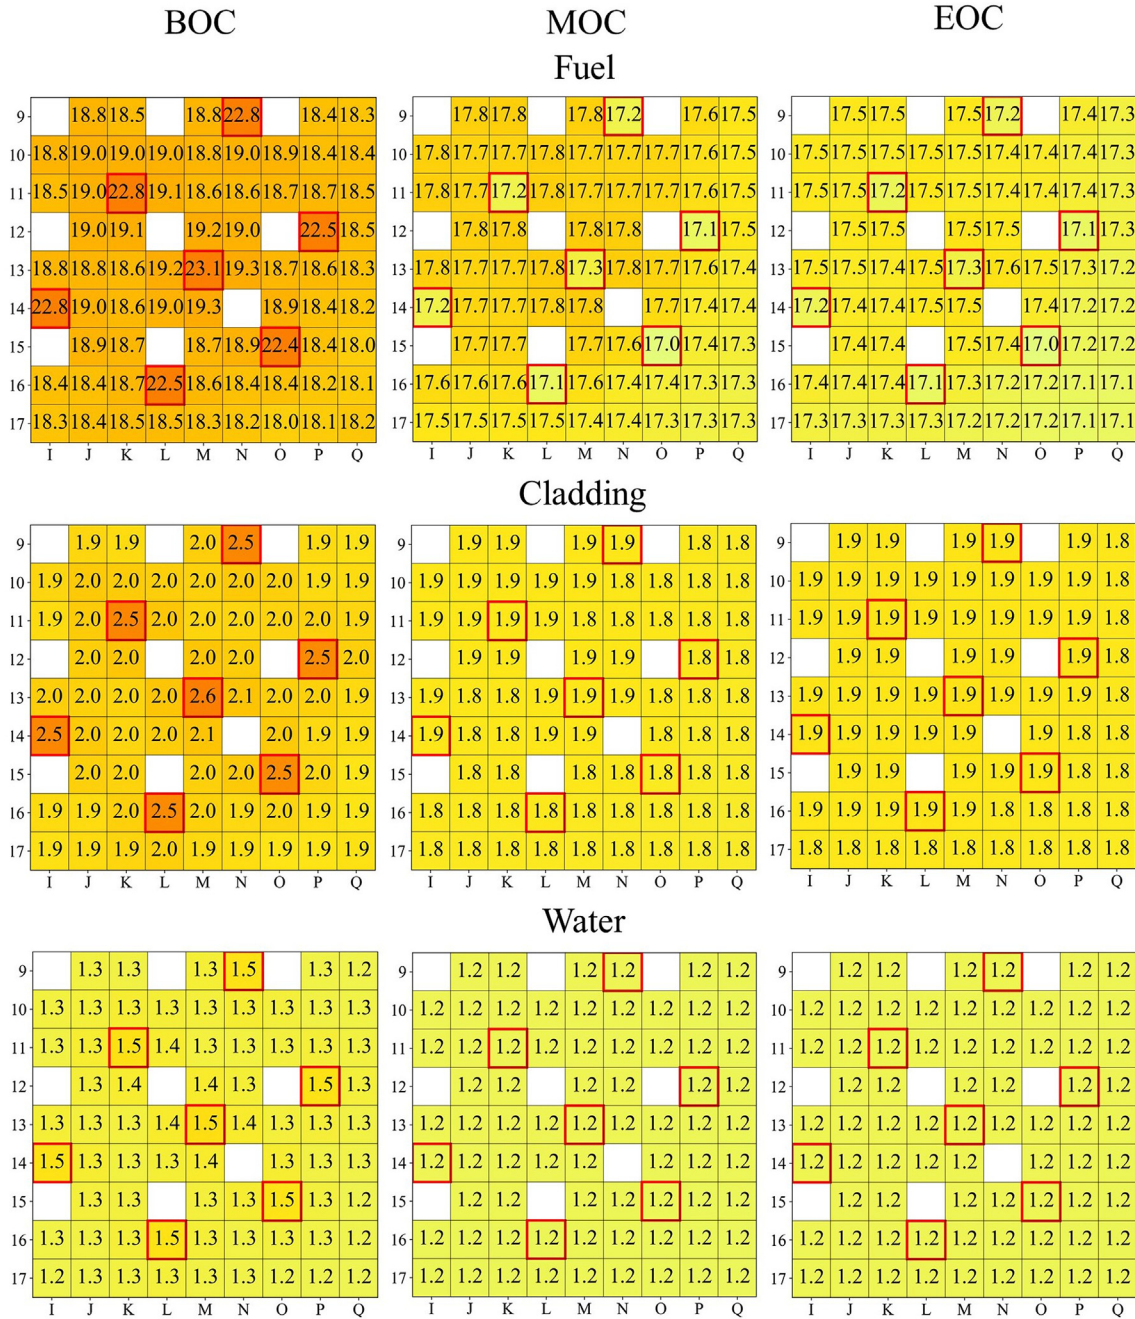 BOC MOC EOC
Fuel
9 18.8 18.5 18.8 22.8 18.4 18.3 9 17.8 17.8 17.8 17.2 17.6 17.5 9 17.5 17.5 17.5 17.2 17.4 17.3
10 18.8 19.0 19.0 19.0 18.8 19.0 18.9 18.4 18.4 10 17.8 17.7 17.7 17.8 17.7 17.7 17.7 17.6 17.5 10 17.5 17.5 17.5 17.5 17.5 17.4 17.4 17.4 17.3
11 18.5 19.0 22.8 19.1 18.6 18.6 18.7 18.7 18.5 11 17.8 17.7 17.2 17.8 17.7 17.7 17.7 17.6 17.5 11 17.5 17.5 17.2 17.5 17.4 17.4 17.4 17.4 17.3
12 19.0 19.1 19.2 19.0 22.5 18.5 12 17.8 17.8 17.8 17.8 17.1 17.5 12 17.5 17.5 17.5 17.5 17.1 17.3
13 18.8 18.8 18.6 19.2 23.1 19.3 18.7 18.6 18.3 13 17.8 17.7 17.7 17.8 17.3 17.8 17.7 17.6 17.4 13 17.5 17.5 17.4 17.5 17.3 17.6 17.5 17.3 17.2
14 22.8 19.0 18.6 19.0 19.3 18.9 18.4 18.2 14 17.2 17.7 17.7 17.8 17.8 17.7 17.4 17.4 14 17.2 17.4 17.4 17.5 17.5 17.4 17.2 17.2
15 18.9 18.7 18.7 18.9 22.4 18.4 18.0 15 17.7 17.7 17.7 17.6 17.0 17.4 17.3 15 17.4 17.4 17.5 17.4 17.0 17.2 17.2
16 18.4 18.4 18.7 22.5 18.6 18.4 18.4 18.2 18.1 16 17.6 17.6 17.6 17.1 17.6 17.4 17.4 17.3 17.3 16 17.4 17.4 17.4 17.1 17.3 17.2 17.2 17.1 17.1
17 18.3 18.4 18.5 18.5 18.3 18.2 18.0 18.1 18.2 17 17.5 17.5 17.5 17.5 17.4 17.4 17.3 17.3 17.3 17 17.3 17.3 17.3 17.3 17.2 17.2 17.2 17.1 17.1
I J K L M N O P Q I J K L M N O P Q I J K L M N O P Q
Cladding
9 1.9 1.9 2.0 2.5 1.9 1.9 9 1.9 1.9 1.9 1.9 1.8 1.8 9 1.9 1.9 1.9 1.9 1.9 1.8
10 1.9 2.0 2.0 2.0 2.0 2.0 2.0 1.9 1.9 10 1.9 1.9 1.9 1.9 1.9 1.8 1.8 1.8 1.8 10 1.9 1.9 1.9 1.9 1.9 1.9 1.9 1.9 1.8
11 1.9 2.0 2.5 2.0 2.0 2.0 2.0 2.0 1.9 11 1.9 1.9 1.9 1.9 1.8 1.8 1.8 1.8 1.8 11 1.9 1.9 1.9 1.9 1.9 1.9 1.9 1.9 1.8
12 2.0 2.0 2.0 2.0 2.5 2.0 12 1.9 1.9 1.9 1.9 1.8 1.8 12 1.9 1.9 1.9 1.9 1.9 1.8
13 2.0 2.0 2.0 2.0 2.6 2.1 2.0 2.0 1.9 13 1.9 1.8 1.8 1.9 1.9 1.9 1.8 1.8 1.8 13 1.9 1.9 1.9 1.9 1.9 1.9 1.9 1.9 1.8
14 2.5 2.0 2.0 2.0 2.1 2.0 1.9 1.9 14 1.9 1.8 1.8 1.9 1.9 1.8 1.8 1.8 14 1.9 1.9 1.9 1.9 1.9 1.9 1.8 1.8
15 2.0 2.0 2.0 2.0 2.5 2.0 1.9 15 1.8 1.8 1.8 1.8 1.8 1.8 1.8 15 1.9 1.9 1.9 1.9 1.9 1.8 1.8
16 1.9 1.9 2.0 2.5 2.0 1.9 1.9 1.9 1.9 16 1.8 1.8 1.8 1.8 1.8 1.8 1.8 1.8 1.8 16 1.9 1.9 1.9 1.9 1.9 1.8 1.8 1.8 1.8
17 1.9 1.9 1.9 2.0 1.9 1.9 1.9 1.9 1.9 17 1.8 1.8 1.8 1.8 1.8 1.8 1.8 1.8 1.8 17 1.8 1.8 1.8 1.8 1.8 1.8 1.8 1.8 1.8
I J K L M N O P Q I J K L M N O P Q I J K L M N O P Q
Water
9 1.3 1.3 1.3 1.5 1.3 1.2 9 1.2 1.2 1.2 1.2 1.2 1.2 9 1.2 1.2 1.2 1.2 1.2 1.2
10 1.3 1.3 1.3 1.3 1.3 1.3 1.3 1.3 1.3 10 1.2 1.2 1.2 1.2 1.2 1.2 1.2 1.2 1.2 10 1.2 1.2 1.2 1.2 1.2 1.2 1.2 1.2 1.2
11 1.3 1.3 1.5 1.4 1.3 1.3 1.3 1.3 1.3 11 1.2 1.2 1.2 1.2 1.2 1.2 1.2 1.2 1.2 11 1.2 1.2 1.2 1.2 1.2 1.2 1.2 1.2 1.2
12 1.3 1.4 1.4 1.3 1.5 1.3 12 1.2 1.2 1.2 1.2 1.2 1.2 12 1.2 1.2 1.2 1.2 1.2 1.2
13 1.3 1.3 1.3 1.4 1.5 1.4 1.3 1.3 1.3 13 1.2 1.2 1.2 1.2 1.2 1.2 1.2 1.2 1.2 13 1.2 1.2 1.2 1.2 1.2 1.2 1.2 1.2 1.2
14 1.5 1.3 1.3 1.3 1.4 1.3 1.3 1.3 14 1.2 1.2 1.2 1.2 1.2 1.2 1.2 1.2 14 1.2 1.2 1.2 1.2 1.2 1.2 1.2 1.2
15 1.3 1.3 1.3 1.3 1.5 1.3 1.2 15 1.2 1.2 1.2 1.2 1.2 1.2 1.2 15 1.2 1.2 1.2 1.2 1.2 1.2 1.2
16 1.3 1.3 1.3 1.5 1.3 1.3 1.3 1.3 1.2 16 1.2 1.2 1.2 1.2 1.2 1.2 1.2 1.2 1.2 16 1.2 1.2 1.2 1.2 1.2 1.2 1.2 1.2 1.2
17 1.2 1.3 1.3 1.3 1.3 1.3 1.2 1.2 1.2 17 1.2 1.2 1.2 1.2 1.2 1.2 1.2 1.2 1.2 17 1.2 1.2 1.2 1.2 1.2 1.2 1.2 1.2 1.2
I J K L M N O P Q I J K L M N O P Q I J K L M N O P Q